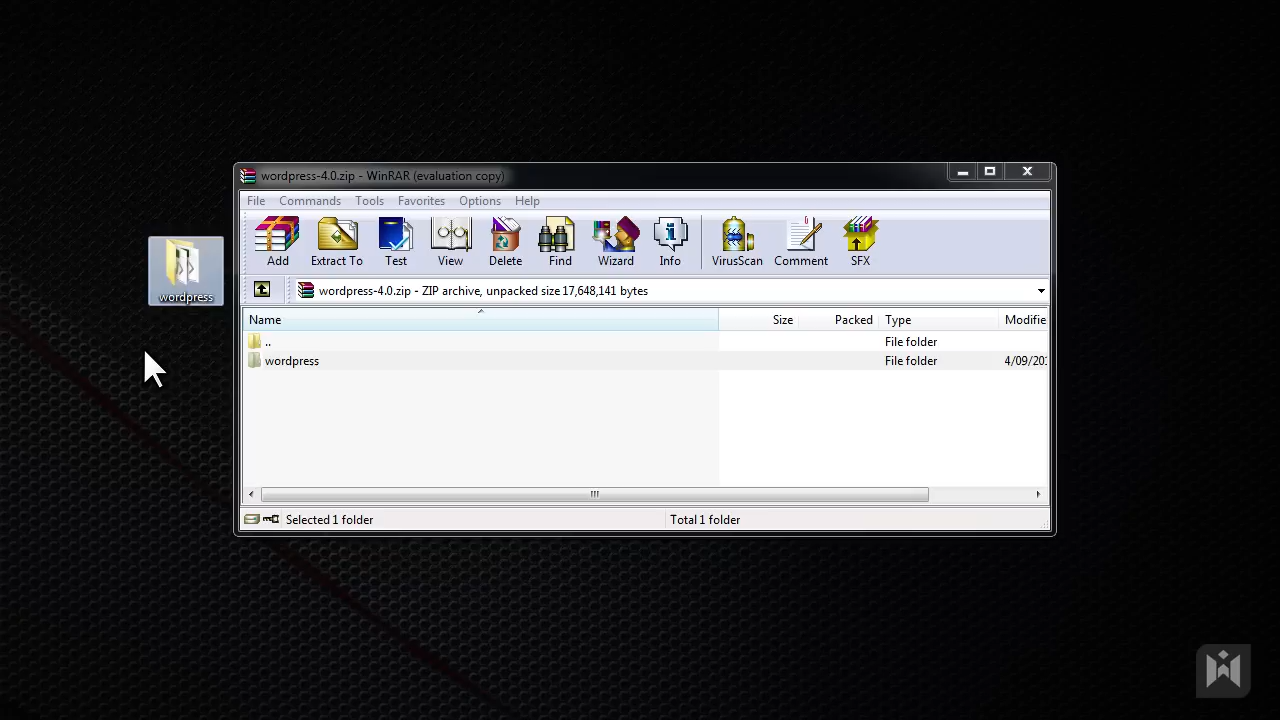 wordpress-4.0.zip - WinRAR (evaluation copy)
File Commands Tools Favorites Options Help
Add Extract To Test View Delete Find Wizard Info VirusScan Comment SFX
wordpress-4.0.zip - ZIP archive, unpacked size 17,648,141 bytes
wordpress
Name Size Packed Type Modifie
.. File folder
wordpress File folder 4/09/20
Selected 1 folder Total 1 folder